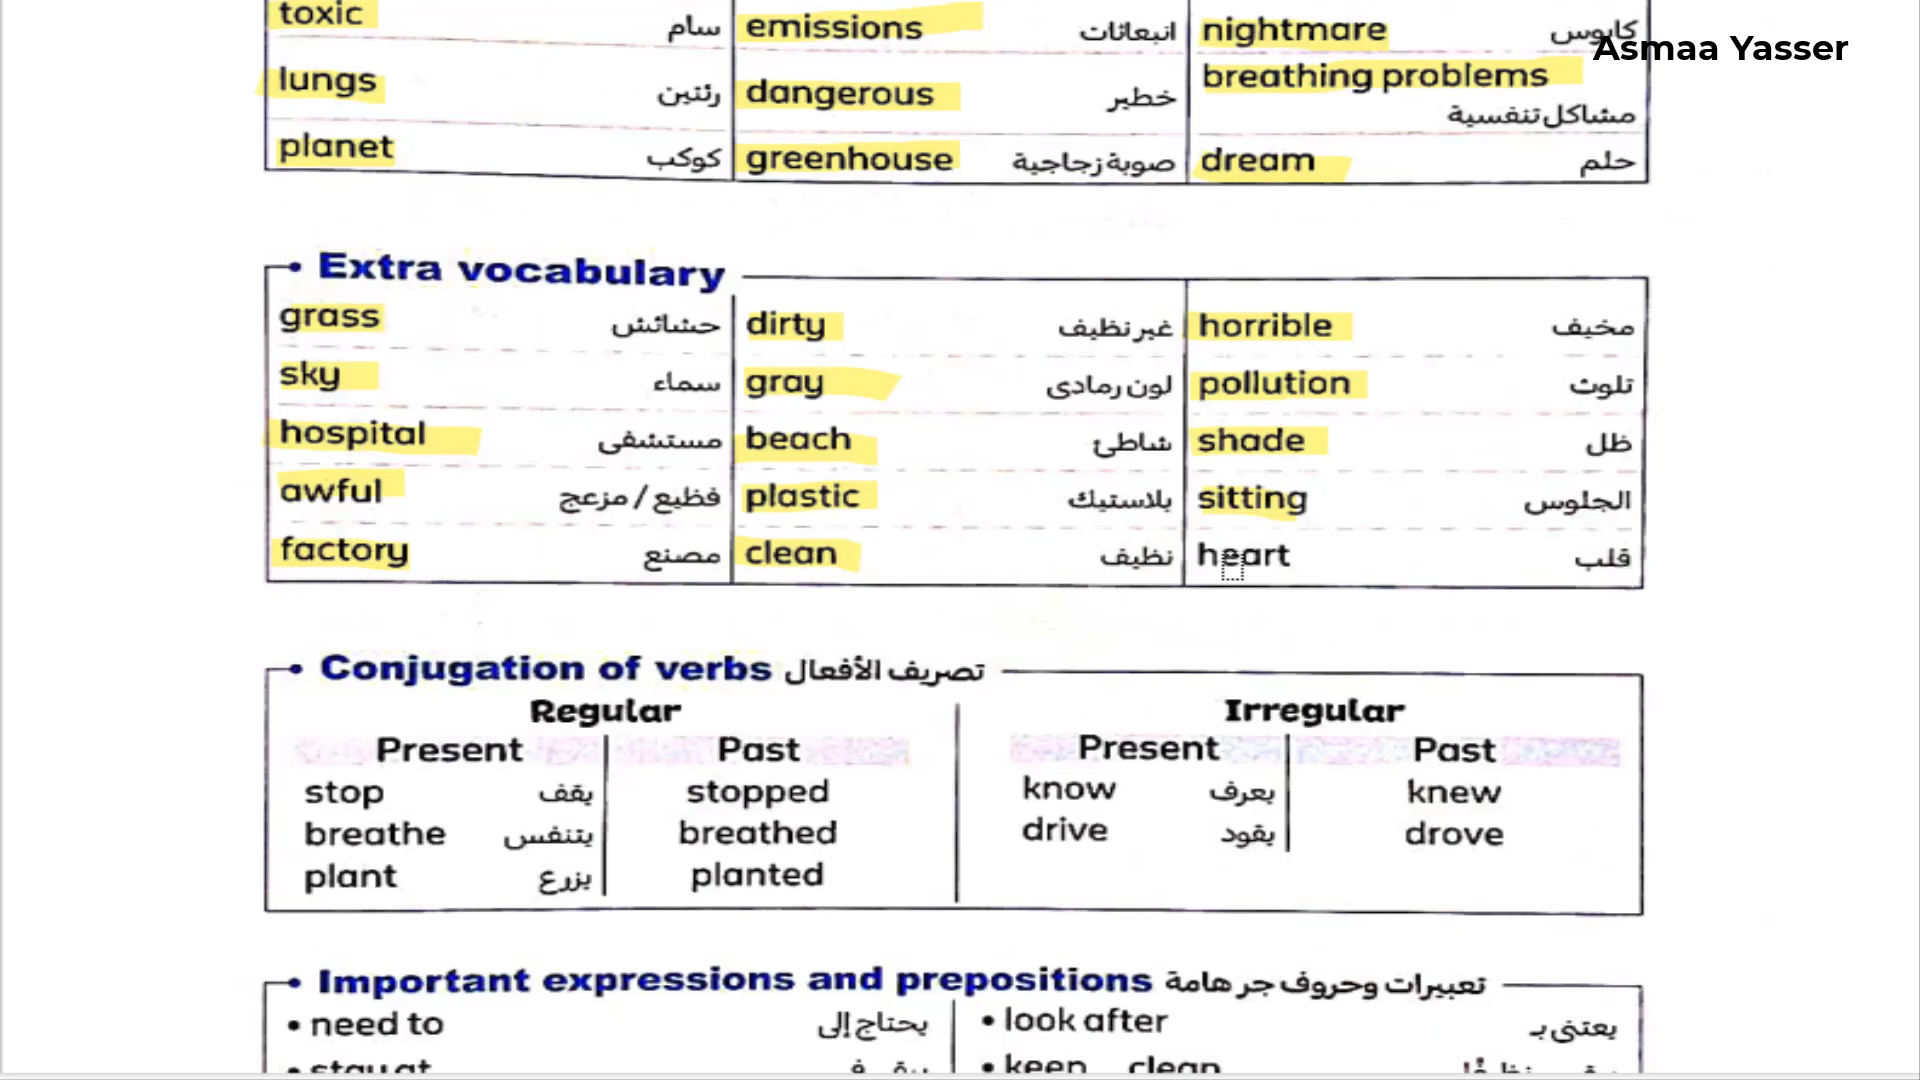 Asmaa Yasser
toxic سام emissions انبعاثات nightmare كابوس
lungs رئتين dangerous خطير breathing problems
مشاكل تنفسية
planet كوكب greenhouse صوبة زجاجية dream حلم
• Extra vocabulary
grass حشائش dirty غير نظيف horrible مخيف
sky سماء gray لون رمادى pollution تلوث
hospital مستشفى beach شاطئ shade ظل
awful فظيع / مزعج plastic بلاستيك sitting الجلوس
factory مصنع clean نظيف heart قلب
• Conjugation of verbs تصريف الأفعال
Regular Irregular
Present Past Present Past
stop يقف stopped know يعرف knew
breathe يتنفس breathed drive يقود drove
plant يزرع planted
• Important expressions and prepositions تعبيرات وحروف جر هامة
• need to يحتاج إلى • look after يعتنى بـ
• stay at • keep clean